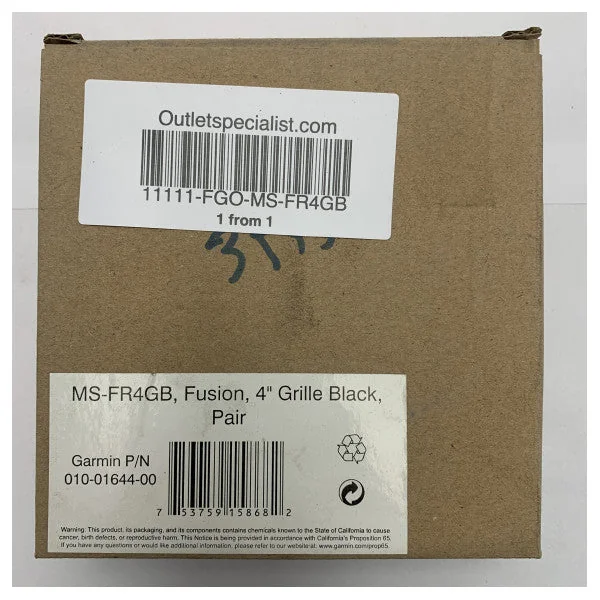 Outletspecialist.com
11111-FGO-MS-FR4GB
1 from 1
MS-FR4GB, Fusion, 4" Grille Black,
Pair
Garmin P/N
010-01644-00
7 53759 15868 2
Warning: This product, its packaging, and its components contains chemicals known to the State of California to cause
cancer, birth defects, or reproductive harm. This Notice is being provided in accordance with California's Proposition 65.
If you have any questions or would like additional information, please refer to our website at: www.garmin.com/prop65.